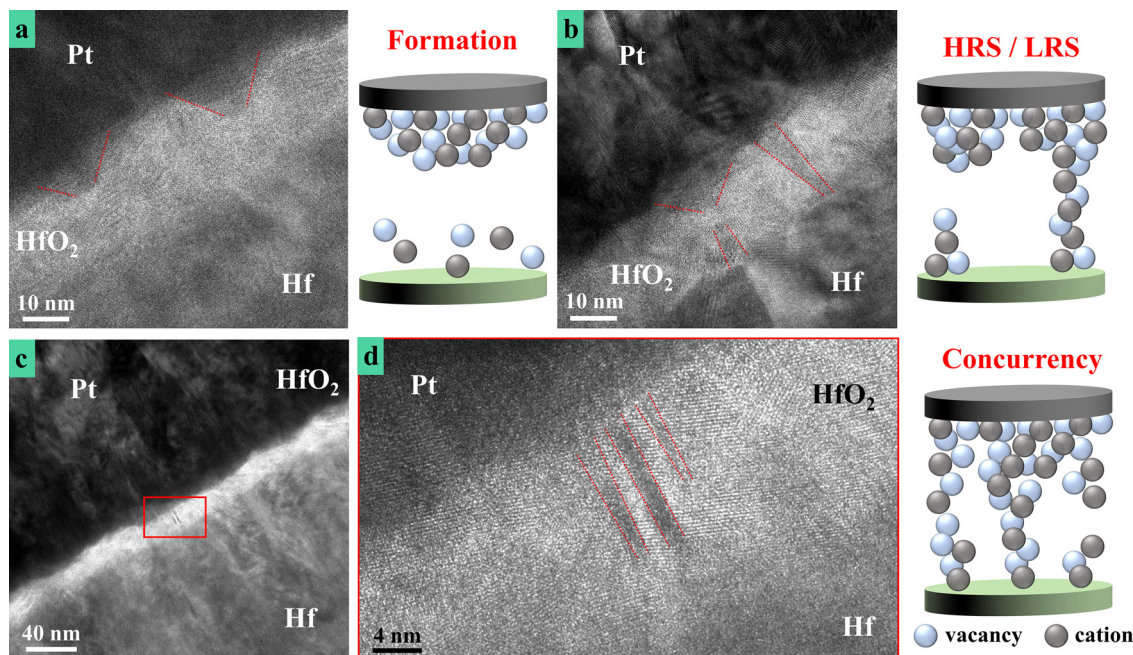 a
Pt
HfO2
Hf
10 nm
Formation
b
Pt
HfO2
Hf
10 nm
HRS / LRS
c
Pt
HfO2
Hf
40 nm
d
Pt
HfO2
Hf
4 nm
Concurrency
vacancy
cation